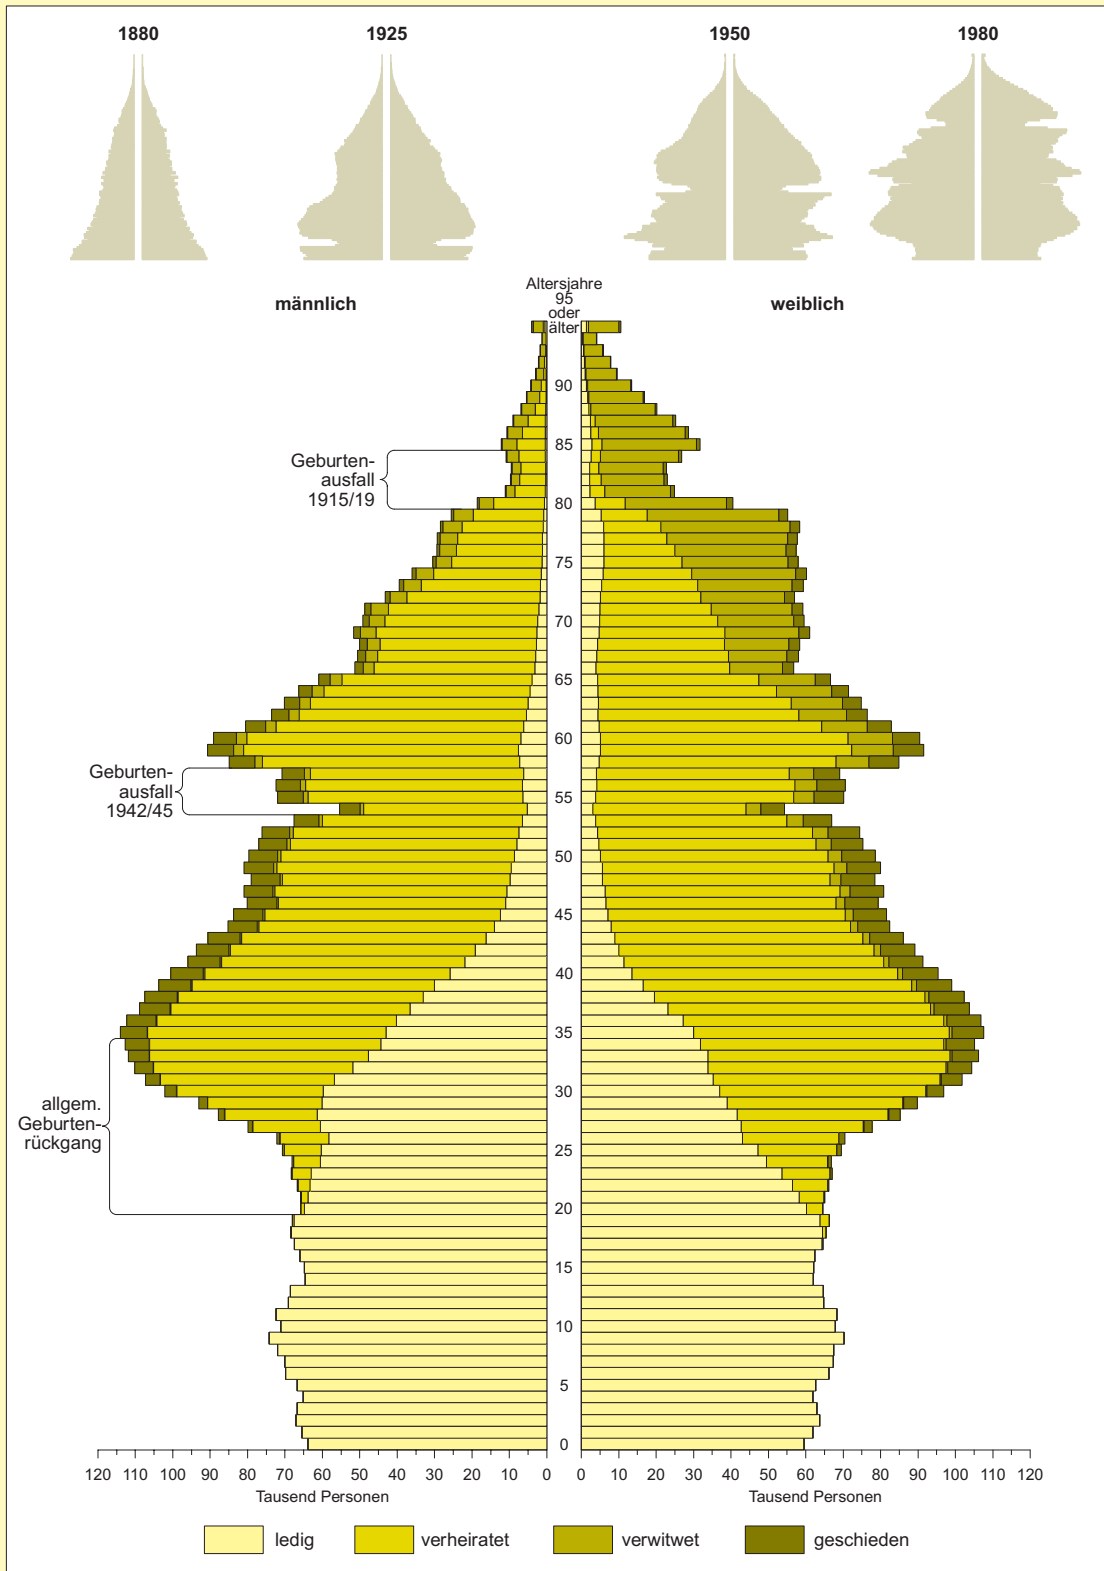 1880 1925 1950 1980
männlich
Altersjahre
95
oder
älter
weiblich
90
85
80
75
70
65
60
55
50
45
40
35
30
25
20
15
10
5
0
Geburten-
ausfall
1915/19
Geburten-
ausfall
1942/45
allgem.
Geburten-
rückgang
120 110 100 90 80 70 60 50 40 30 20 10 0 0 10 20 30 40 50 60 70 80 90 100 110 120
Tausend Personen Tausend Personen
ledig verheiratet verwitwet geschieden